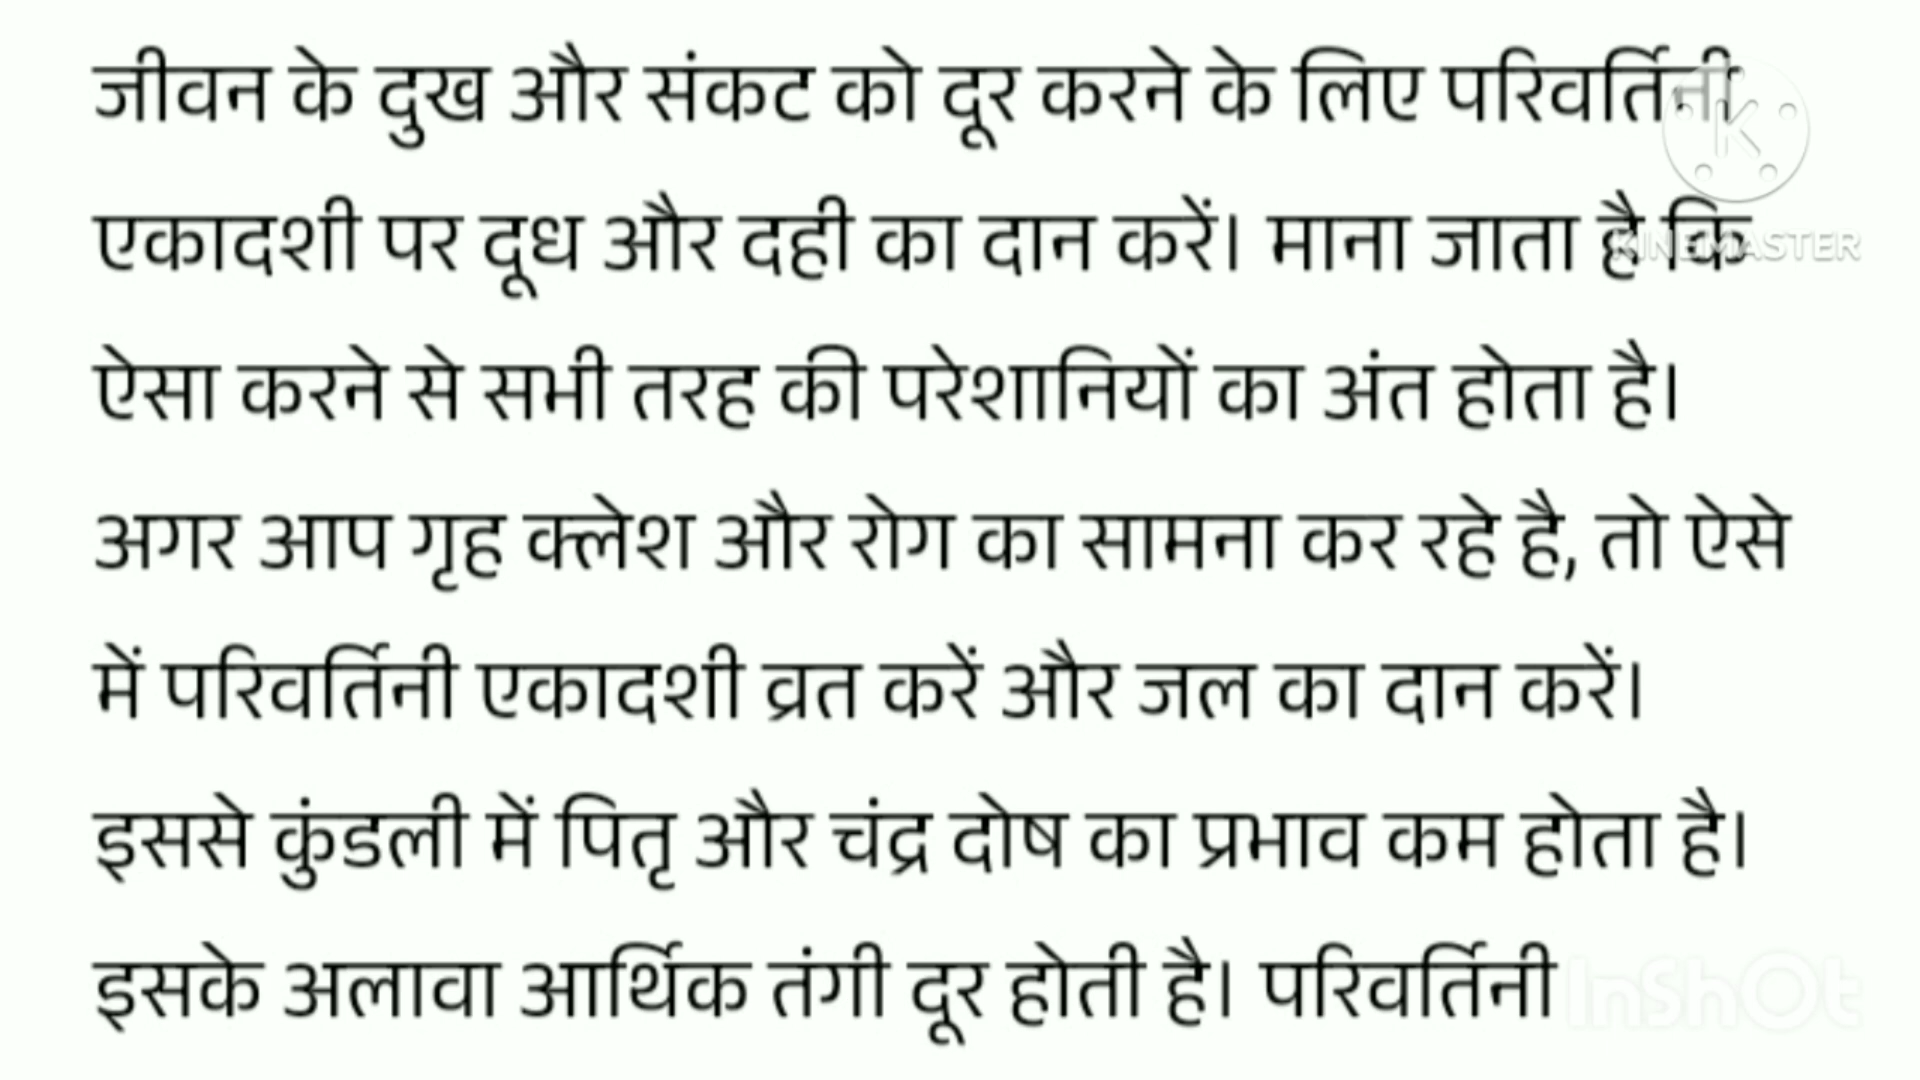 जीवन के दुख और संकट को दूर करने के लिए परिवर्तिनी
एकादशी पर दूध और दही का दान करें। माना जाता है कि
KINEMASTER
ऐसा करने से सभी तरह की परेशानियों का अंत होता है।
अगर आप गृह क्लेश और रोग का सामना कर रहे है, तो ऐसे
में परिवर्तिनी एकादशी व्रत करें और जल का दान करें।
इससे कुंडली में पितृ और चंद्र दोष का प्रभाव कम होता है।
इसके अलावा आर्थिक तंगी दूर होती है। परिवर्तिनी
InShOt